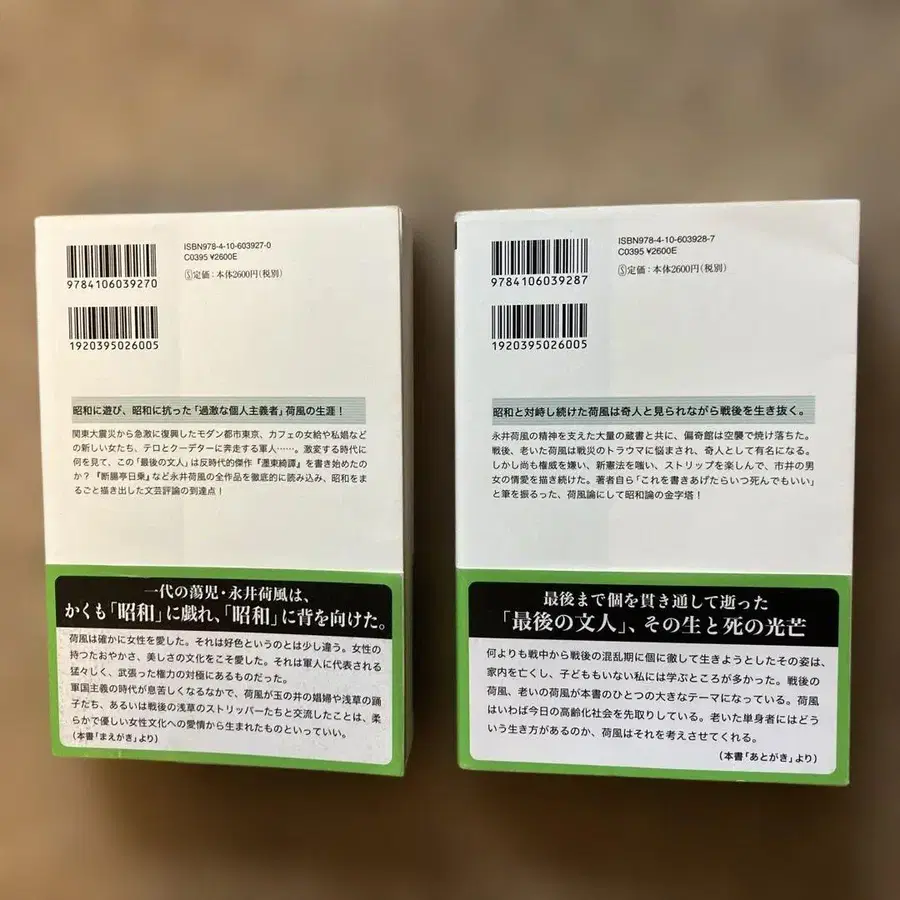 ISBN978-4-10-603927-0
C0395 ¥2600E
Ⓢ定価：本体2600円（税別）
9784106039270
1920395026005
昭和に遊び、昭和に抗った「過激な個人主義者」荷風の生涯！
関東大震災から急激に復興したモダン都市東京、カフェの女給や私娼など
の新しい女たち、テロとクーデターに奔走する軍人……。激変する時代に
何を見て、この「最後の文人」は反時代的傑作『濹東綺譚』を書き始めたの
か？『断腸亭日乗』など永井荷風の全作品を徹底的に読み込み、昭和を
まるごと描き出した文芸評論の到達点！
一代の蕩児・永井荷風は、
かくも「昭和」に戯れ、「昭和」に背を向けた。
荷風は確かに女性を愛した。それは好色というのとは少し違う。女性の
持つたおやかさ、美しさの文化をこそ愛した。それは軍人に代表される
猛々しく、武張った権力の対極にあるものだった。
軍国主義の時代が息苦しくなるなかで、荷風が玉の井の娼婦や浅草の踊
子たち、あるいは戦後の浅草のストリッパーたちと交流したことは、柔
らかで優しい女性文化への愛情から生まれたものといっていい。
（本書「まえがき」より）
ISBN978-4-10-603928-7
C0395 ¥2600E
Ⓢ定価：本体2600円（税別）
9784106039287
1920395026005
昭和と対峙し続けた荷風は奇人と見られながら戦後を生き抜く。
永井荷風の精神を支えた大量の蔵書と共に、偏奇館は空襲で焼け落ちた。
戦後、老いた荷風は戦災のトラウマに悩まされ、奇人として有名になる。
しかし尚も権威を嫌い、新憲法を嗤い、ストリップを楽しんで、市井の男
女の情愛を描き続けた。著者自ら「これを書きあげたらいつ死んでもいい」
と筆を振るった、荷風論にして昭和論の金字塔！
最後まで個を貫き通して逝った
「最後の文人」、その生と死の光芒
何よりも戦中から戦後の混乱期に個に徹して生きようとしたその姿は、
家内を亡くし、子どももいない私には学ぶところが多かった。戦後の
荷風、老いの荷風が本書のひとつの大きなテーマになっている。荷風
はいわば今日の高齢化社会を先取りしている。老いた単身者にはどうい
う生き方があるのか、荷風はそれを考えさせてくれる。
（本書「あとがき」より）